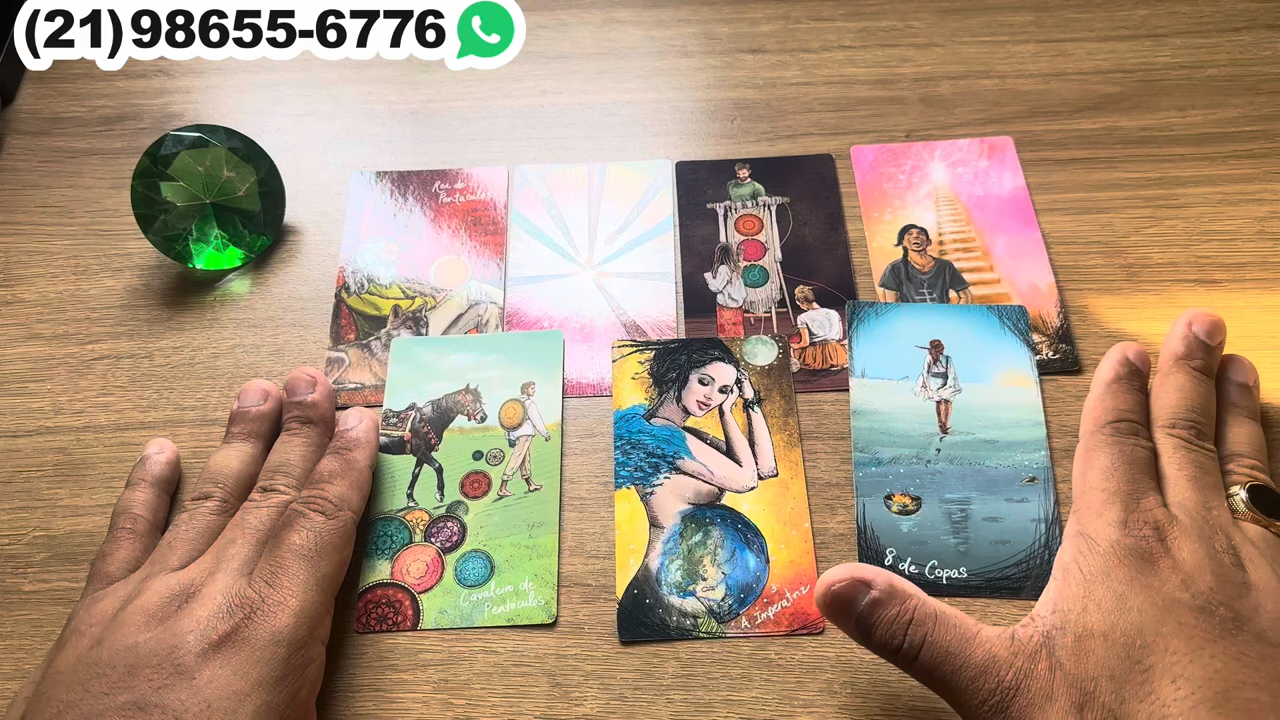 (21)98655-6776
Rei de
Pentáculos
Cavaleiro de
Pentáculos
3.
A Imperatriz
8 de Copas